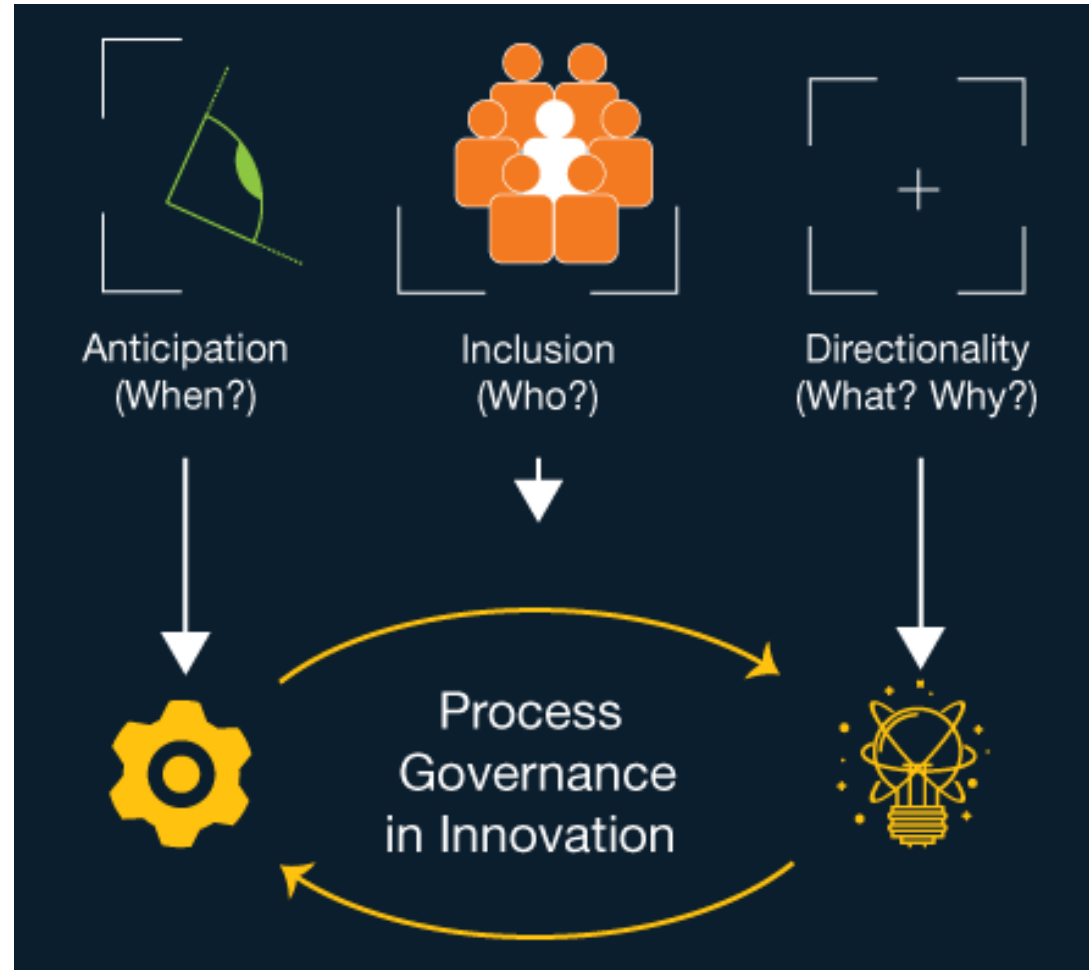 Anticipation
(When?)
Inclusion
(Who?)
Directionality
(What? Why?)
Process
Governance
in Innovation